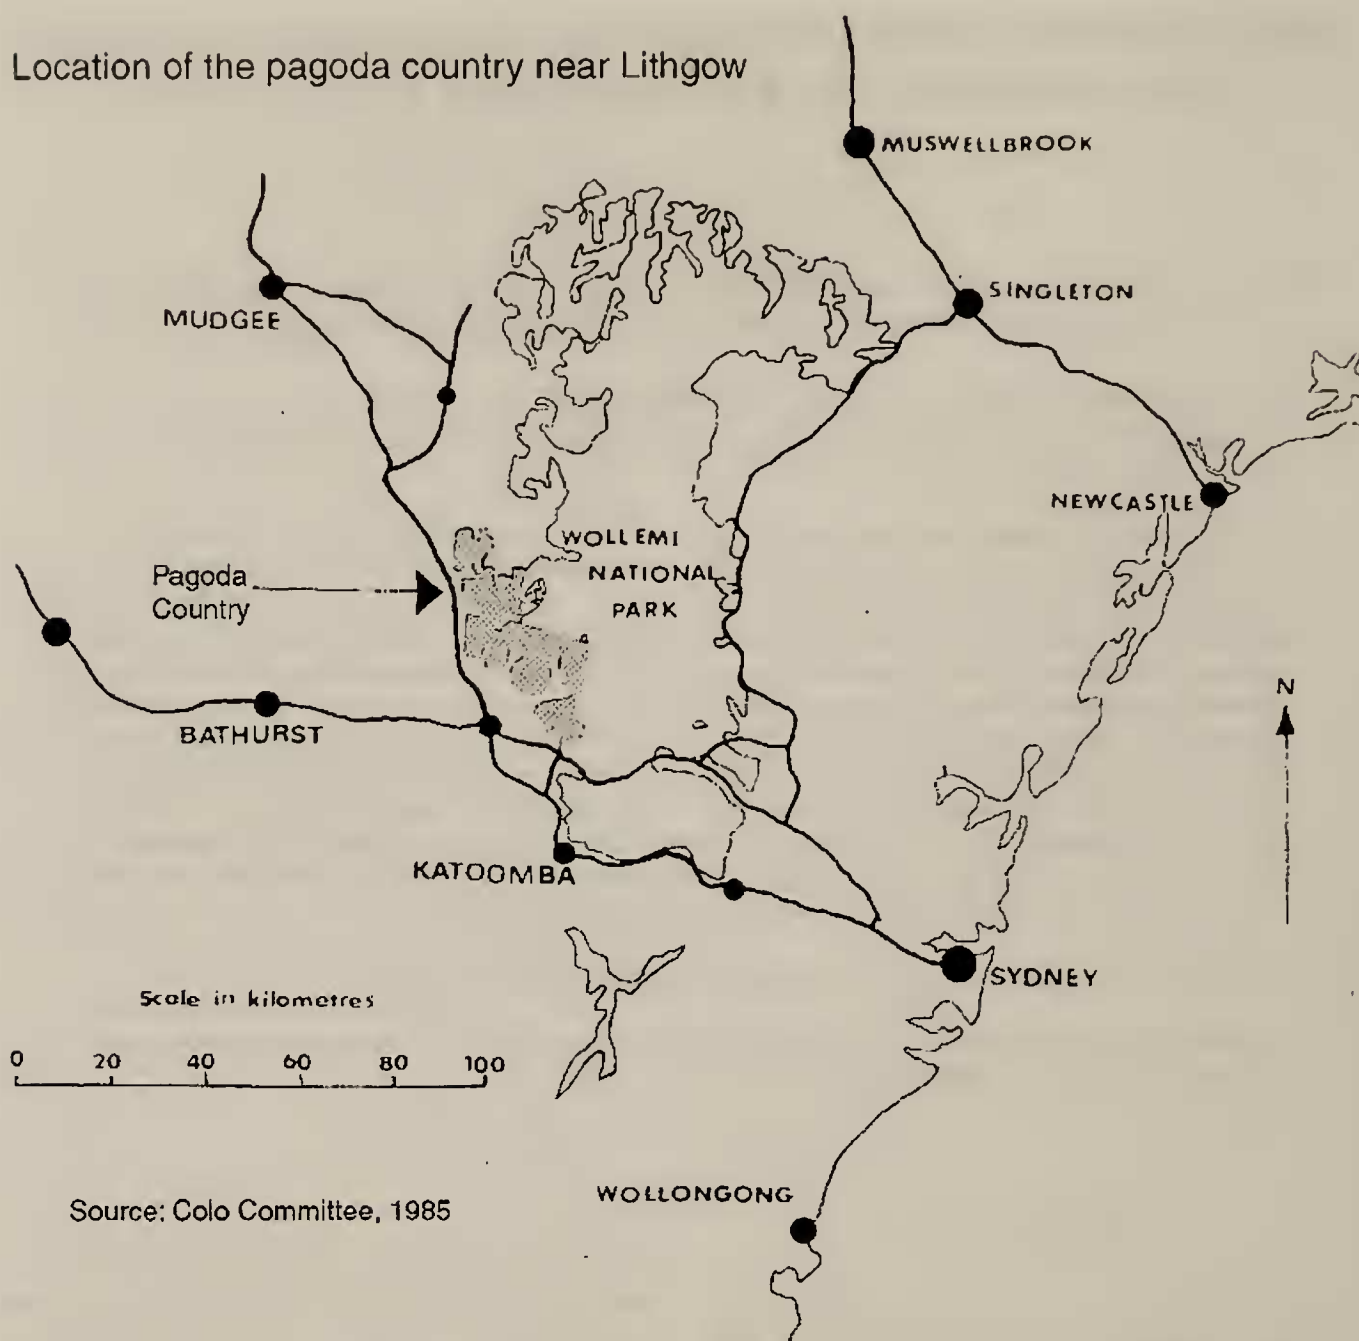 Location of the pagoda country near Lithgow
MUSWELLBROOK
SINGLETON
MUDGEE
NEWCASTLE
WOLLEMI
NATIONAL
PARK
Pagoda
Country
N
BATHURST
KATOOMBA
SYDNEY
Scale in kilometres
0 20 40 60 80 100
WOLLONGONG
Source: Colo Committee, 1985